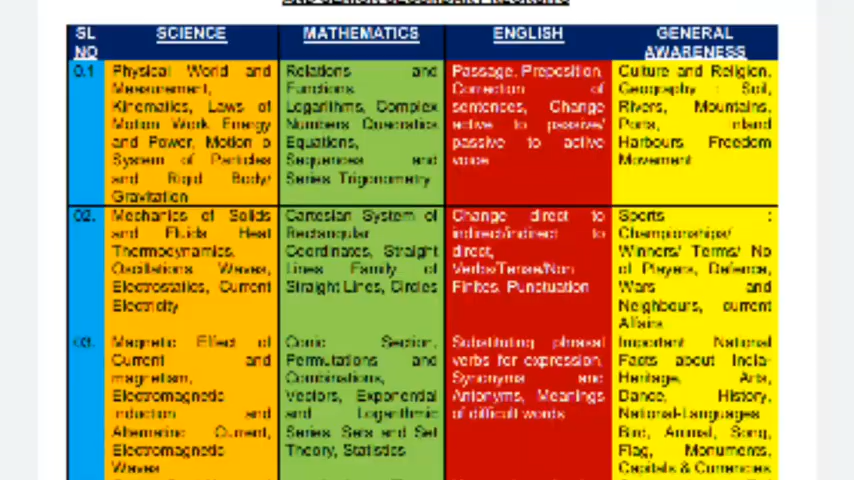 SL NO
SCIENCE
MATHEMATICS
ENGLISH
GENERAL AWARENESS
0.1
Physical World and
Measurement,
Kinematics, Laws of
Motion Work Energy
and Power, Motion o
System of Particles
and Rigid Body/
Gravitation
Relations and
Functions
Logarithms, Complex
Numbers Quadratics
Equations,
Sequences and
Series Trigonometry
Passage, Preposition,
Correction of
sentences, Change
active to passive/
passive to active
voice
Culture and Religion,
Geography : Soil,
Rivers, Mountains,
Ports, Inland
Harbours Freedom
Movement
02.
Mechanics of Solids
and Fluids Heat
Thermodynamics,
Oscillations Waves,
Electrostatics, Current
Electricity
Cartesian System of
Rectangular
Coordinates, Straight
Lines Family of
Straight Lines, Circles
Change direct to
indirect/indirect to
direct,
Verbs/Tense/Non
Finites, Punctuation
Sports :
Championships/
Winners/ Terms/ No
of Players, Defence,
Wars and
Neighbours, current
Affairs
03.
Magnetic Effect of
Current and
magnetism,
Electromagnetic
Induction and
Alternating Current,
Electromagnetic
Waves
Conic Section,
Permutations and
Combinations,
Vectors, Exponential
and Logarithmic
Series Sets and Set
Theory, Statistics
Substituting phrasal
verbs for expression,
Synonyms and
Antonyms, Meanings
of difficult words
Important National
Facts about India-
Heritage, Arts,
Dance, History,
National-Languages
Bird, Animal, Song,
Flag, Monuments,
Capitals & Currencies